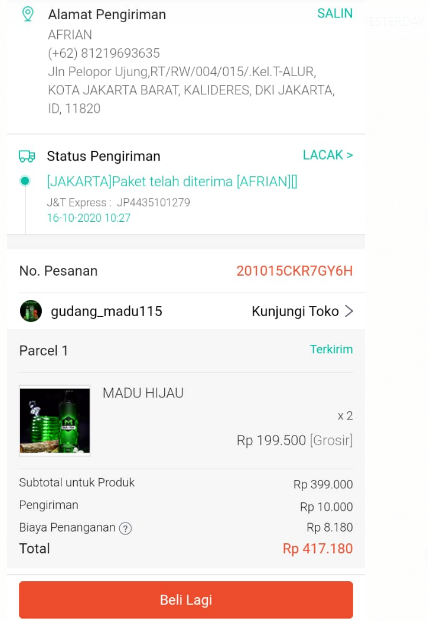 Alamat Pengiriman SALIN
AFRIAN
(+62) 81219693635
Jln Pelopor Ujung,RT/RW/004/015/.Kel.T-ALUR,
KOTA JAKARTA BARAT, KALIDERES, DKI JAKARTA,
ID, 11820
Status Pengiriman LACAK >
[JAKARTA]Paket telah diterima [AFRIAN][]
J&T Express : JP4435101279
16-10-2020 10:27
No. Pesanan 201015CKR7GY6H
gudang_madu115 Kunjungi Toko >
Parcel 1 Terkirim
MADU HIJAU
x 2
Rp 199.500 [Grosir]
Subtotal untuk Produk Rp 399.000
Pengiriman Rp 10.000
Biaya Penanganan (?) Rp 8.180
Total Rp 417.180
Beli Lagi